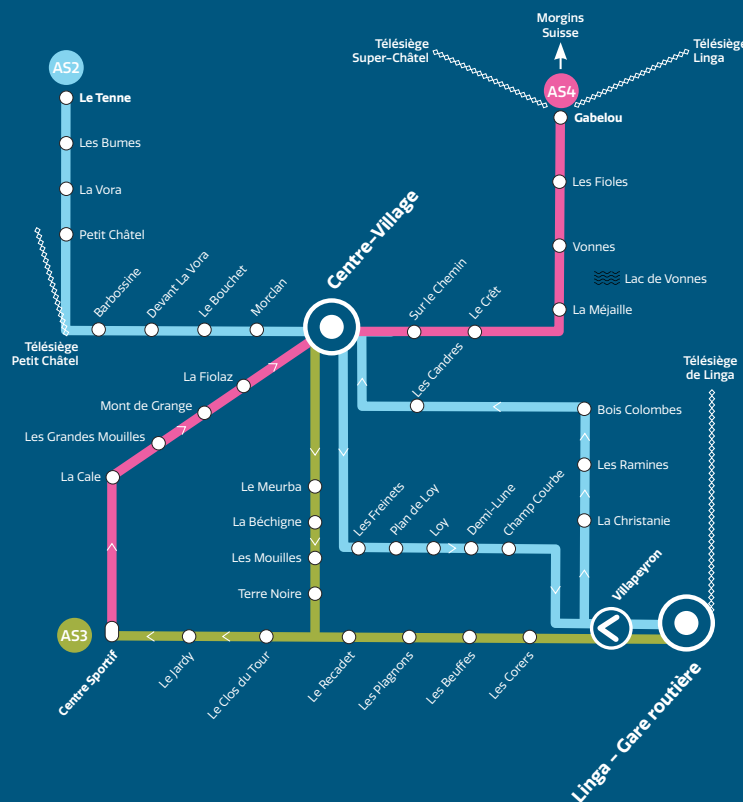 Morgins
Suisse
Télésiège
Super-Châtel
Télésiège
Linga
AS2
AS4
Le Tenne
Gabelou
Les Bumes
Les Fioles
La Vora
Petit Châtel
Vonnes
Centre-Village
Lac de Vonnes
Barbossine
Devant La Vora
Le Bouchet
Morclan
Sur le Chemin
Le Crêt
La Méjaille
Télésiège
Petit Châtel
Télésiège
de Linga
La Fiolaz
Les Candres
Mont de Grange
Bois Colombes
Les Grandes Mouilles
La Cale
Les Ramines
Le Meurba
La Béchigne
Les Freinets
Plan de Loy
Loy
Demi-Lune
Champ Courbe
La Christanie
Les Mouilles
Terre Noire
Villapeyron
AS3
Centre Sportif
Le Jardy
Le Clos du Tour
Le Recadet
Les Plagnons
Les Beuffes
Les Corers
Linga - Gare routière